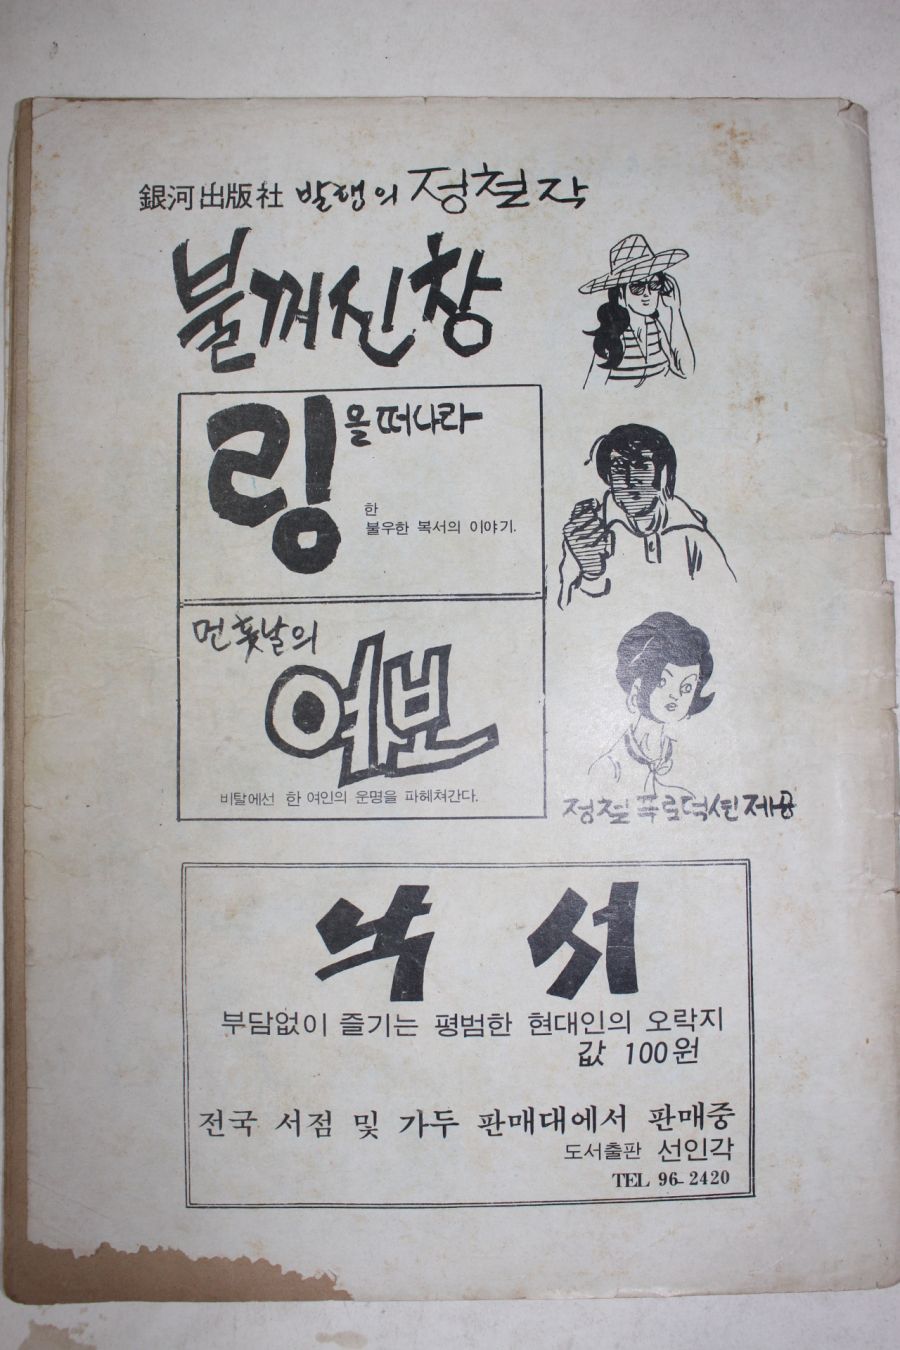 銀河出版社 발행의 정철작
불꺼진창
링을 떠나라
한
불우한 복서의 이야기.
먼 훗날의
여보
비탈에선 한 여인의 운명을 파헤쳐간다.
정철프로덕숀제공
낙서
부담없이 즐기는 평범한 현대인의 오락지
값 100원
전국 서점 및 가두 판매대에서 판매중
도서출판 선인각
TEL 96-2420